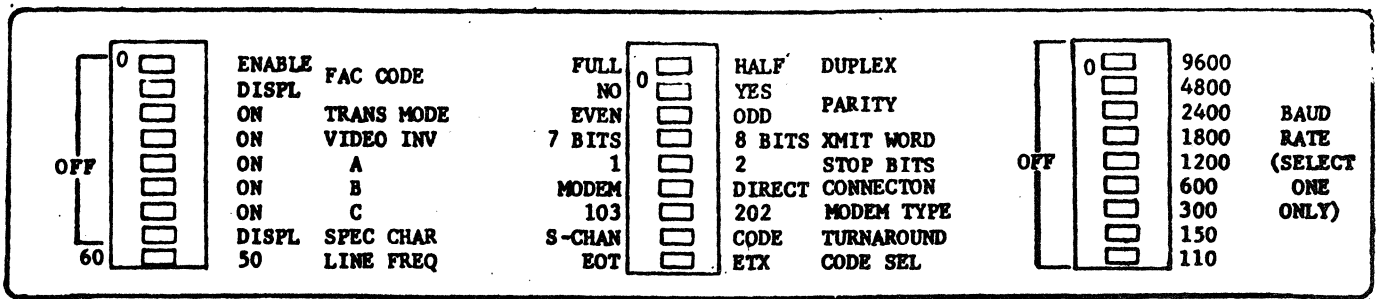 0 ENABLE FAC CODE FULL 0 HALF DUPLEX 0 9600
DISPL NO YES PARITY 4800
ON TRANS MODE EVEN ODD 2400 BAUD
ON VIDEO INV 7 BITS 8 BITS XMIT WORD 1800 RATE
OFF ON A 1 2 STOP BITS OFF 1200 (SELECT
ON B MODEM DIRECT CONNECTON 600 ONE
ON C 103 202 MODEM TYPE 300 ONLY)
DISPL SPEC CHAR S-CHAN CODE TURNAROUND 150
60 50 LINE FREQ EOT ETX CODE SEL 110